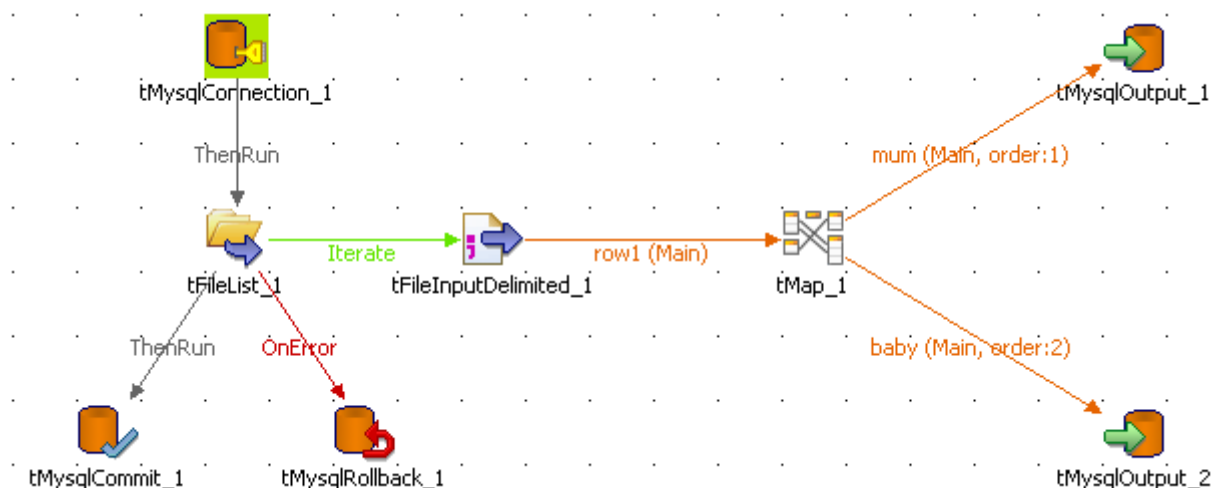 tMysqlConnection_1
tMysqlOutput_1
ThenRun
mum (Main, order:1)
Iterate
row1 (Main)
tFileList_1
tFileInputDelimited_1
tMap_1
ThenRun
OnError
baby (Main, order:2)
tMysqlCommit_1
tMysqlRollback_1
tMysqlOutput_2